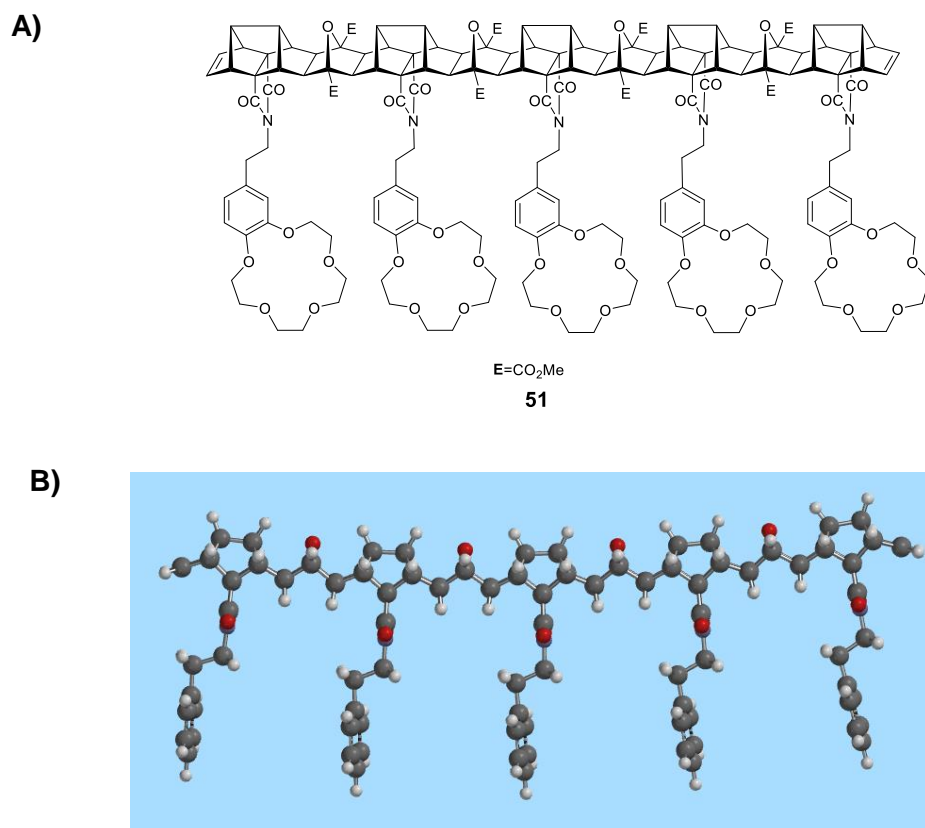 A)
O E O E O E O E
E E E E
CO CO CO CO CO
OC OC OC OC OC
N N N N N
O O O O O
O O O O O O O O O O
O O O O O O O O O O
E=CO₂Me
51
B)